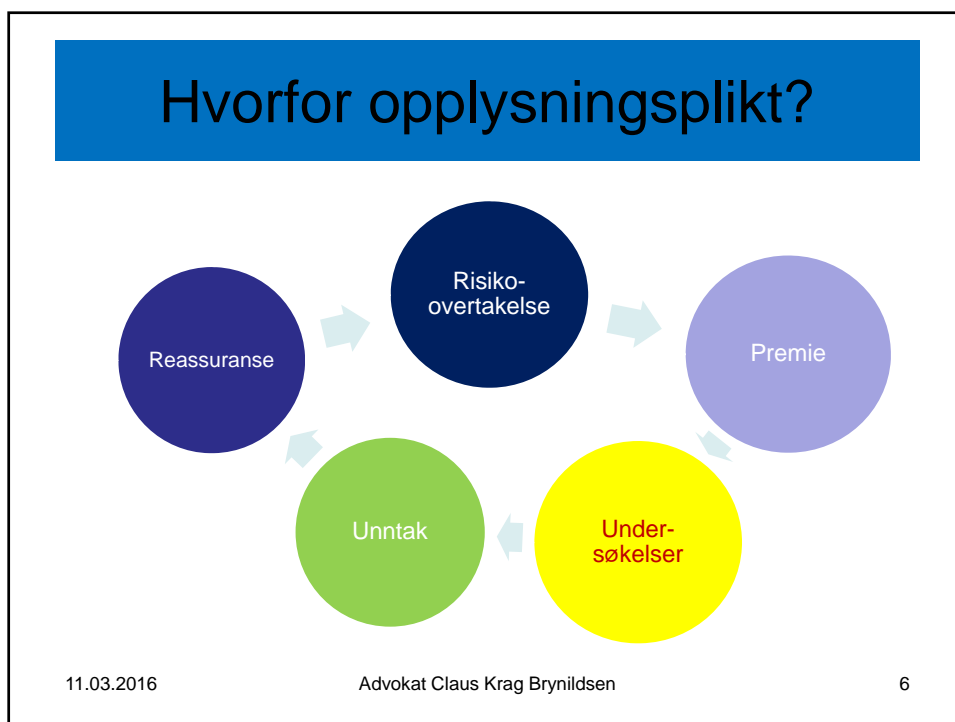 Hvorfor opplysningsplikt?
Risiko-
overtakelse
Reassuranse
Premie
Unntak
Under-
søkelser
11.03.2016
Advokat Claus Krag Brynildsen
6